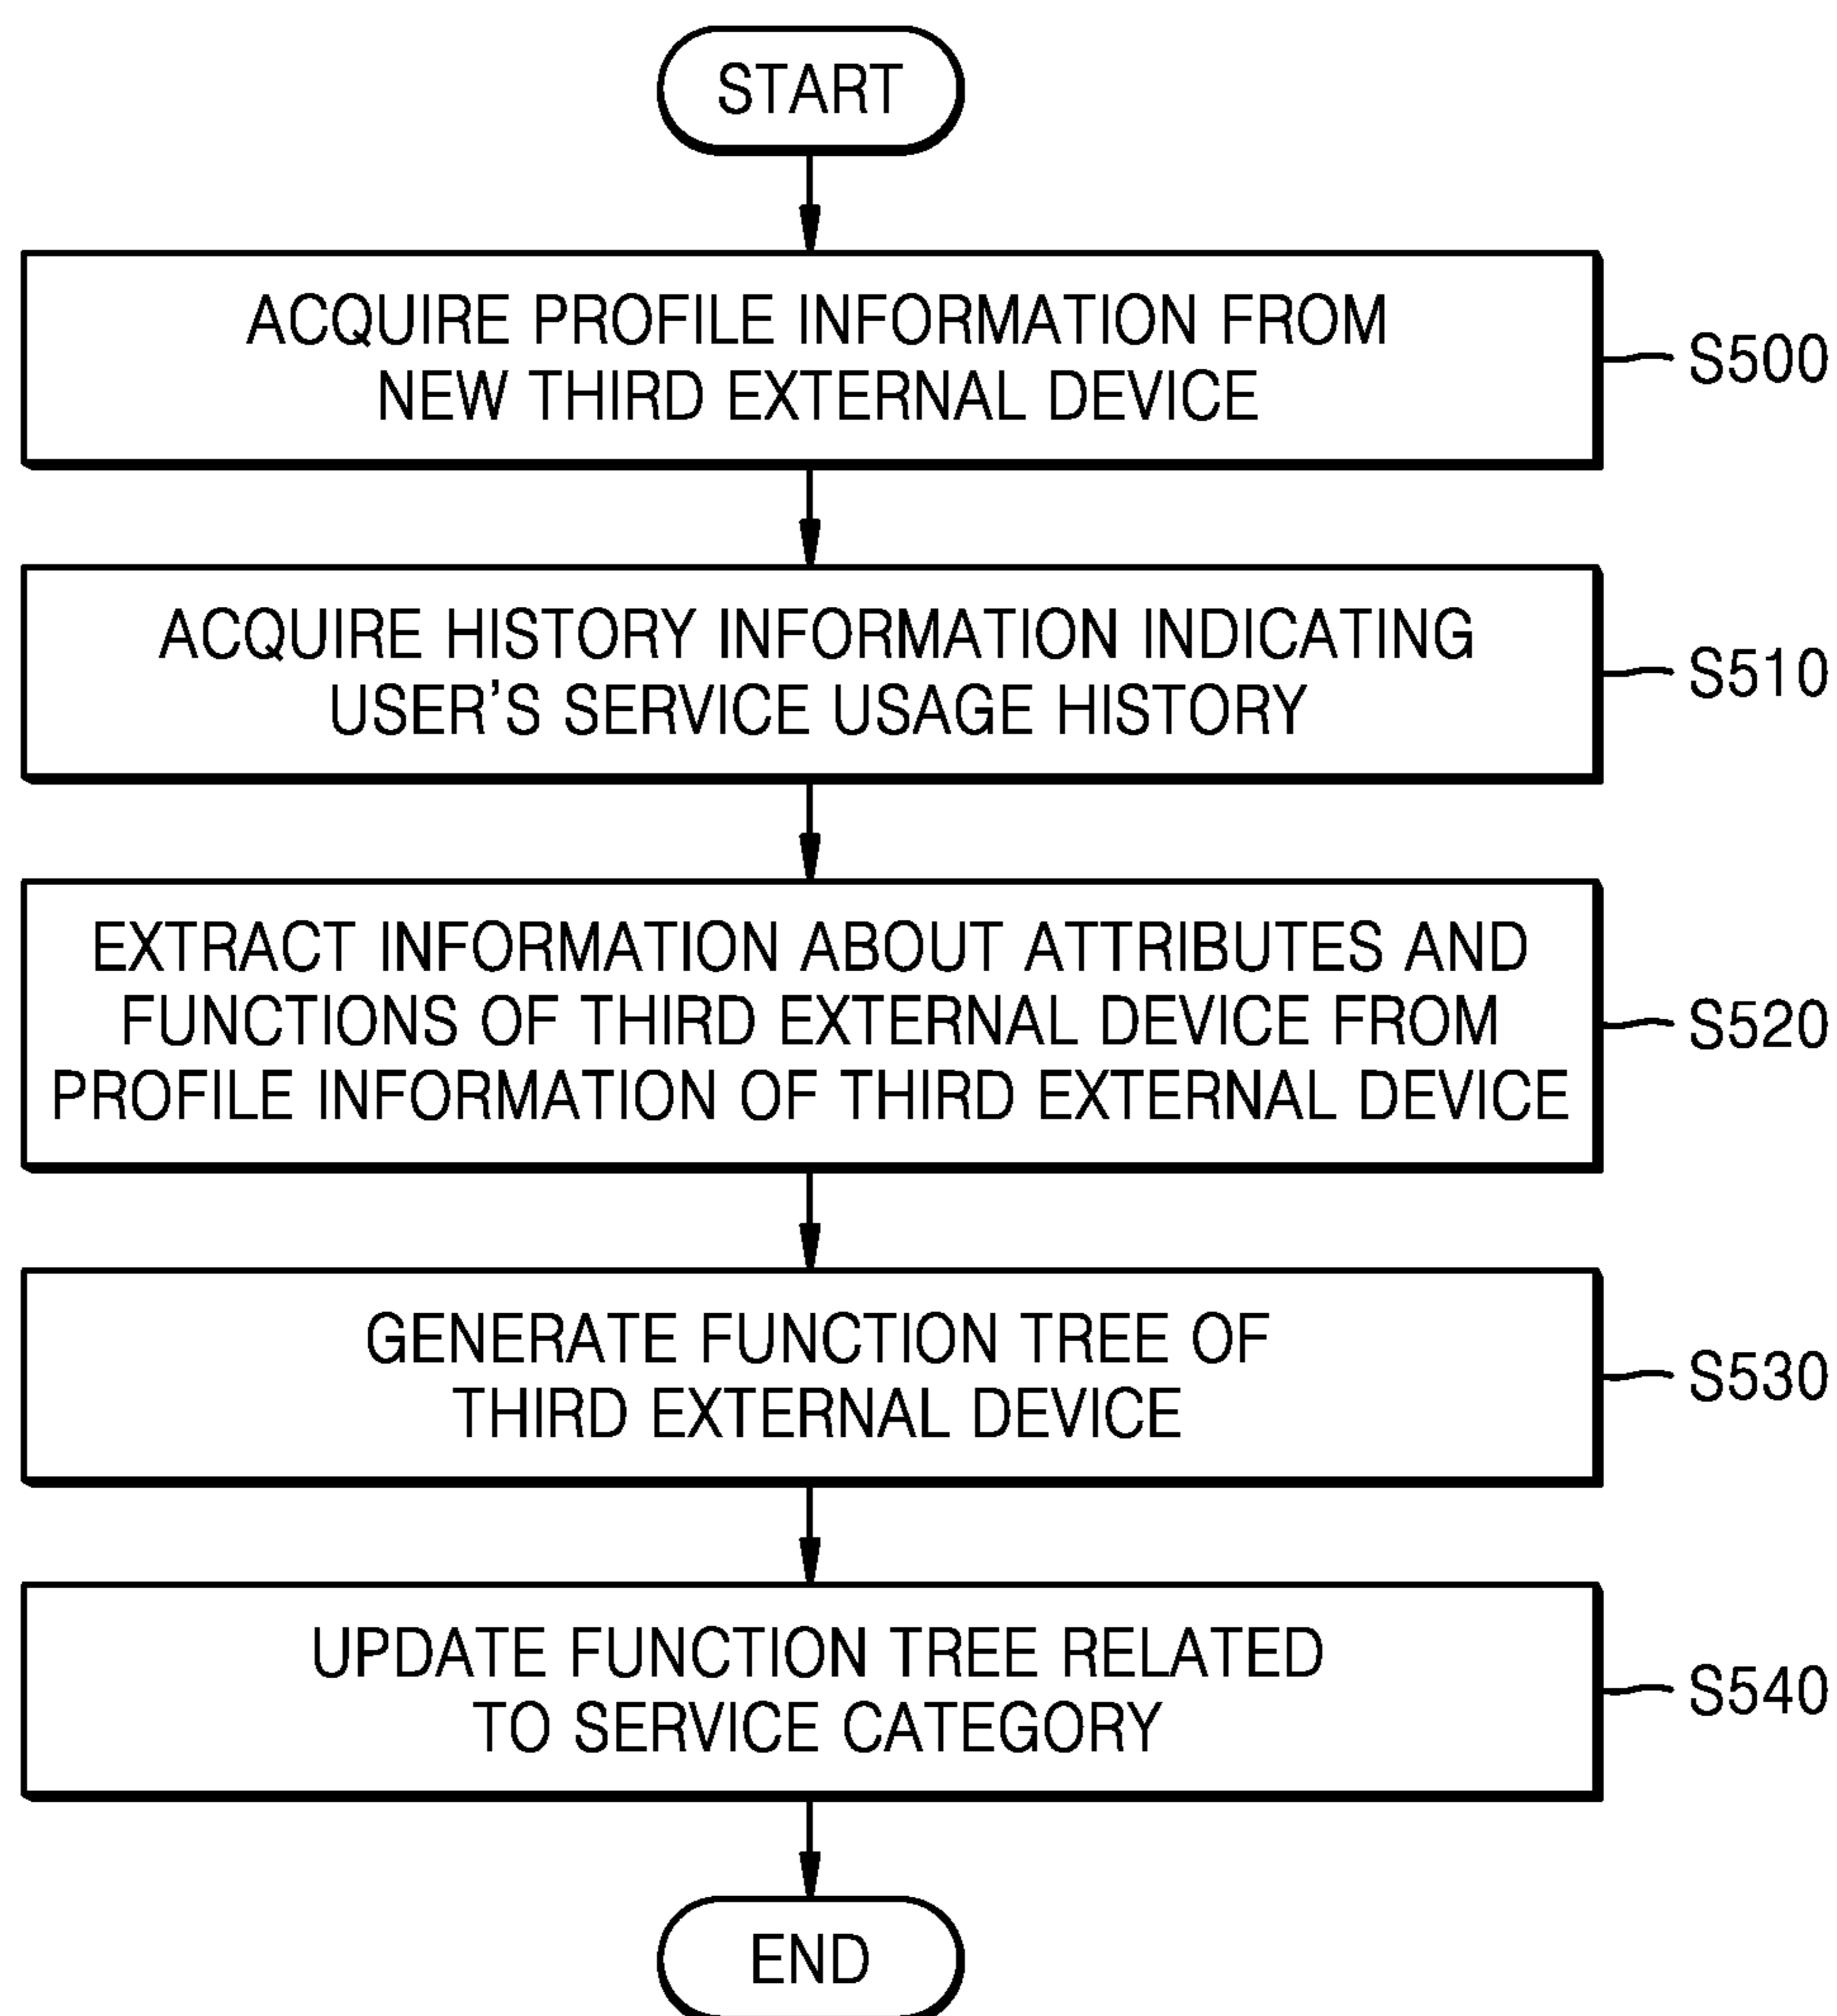 START
ACQUIRE PROFILE INFORMATION FROM
NEW THIRD EXTERNAL DEVICE
S500
ACQUIRE HISTORY INFORMATION INDICATING
USER'S SERVICE USAGE HISTORY
S510
EXTRACT INFORMATION ABOUT ATTRIBUTES AND
FUNCTIONS OF THIRD EXTERNAL DEVICE FROM
PROFILE INFORMATION OF THIRD EXTERNAL DEVICE
S520
GENERATE FUNCTION TREE OF
THIRD EXTERNAL DEVICE
S530
UPDATE FUNCTION TREE RELATED
TO SERVICE CATEGORY
S540
END